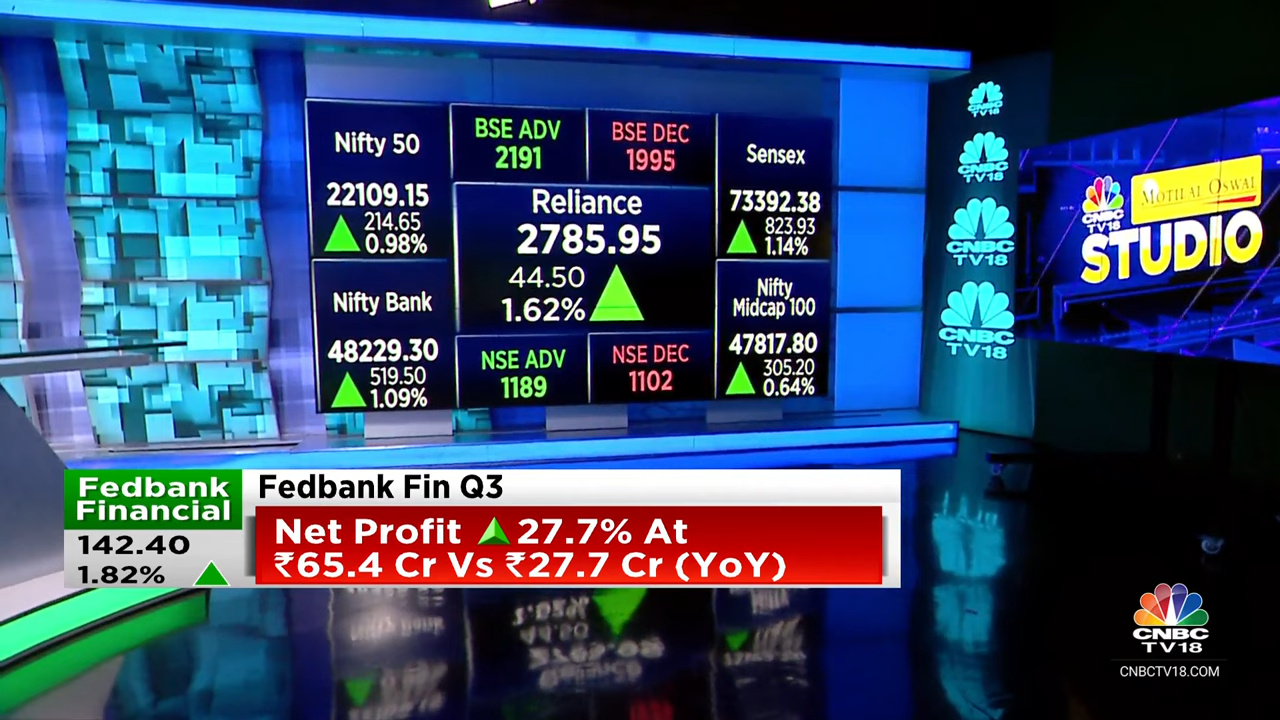 Nifty 50
22109.15
214.65
0.98%
BSE ADV
2191
BSE DEC
1995
Sensex
73392.38
823.93
1.14%
Reliance
2785.95
44.50
1.62%
Nifty Bank
48229.30
519.50
1.09%
NSE ADV
1189
NSE DEC
1102
Nifty
Midcap 100
47817.80
305.20
0.64%
CNBC
TV18
CNBC
TV18
CNBC
TV18
CNBC
TV18
CNBC
TV18
MOTILAL OSWAL
STUDIO
Fedbank
Financial
142.40
1.82%
Fedbank Fin Q3
Net Profit 27.7% At
₹65.4 Cr Vs ₹27.7 Cr (YoY)
CNBC
TV18
CNBCTV18.COM